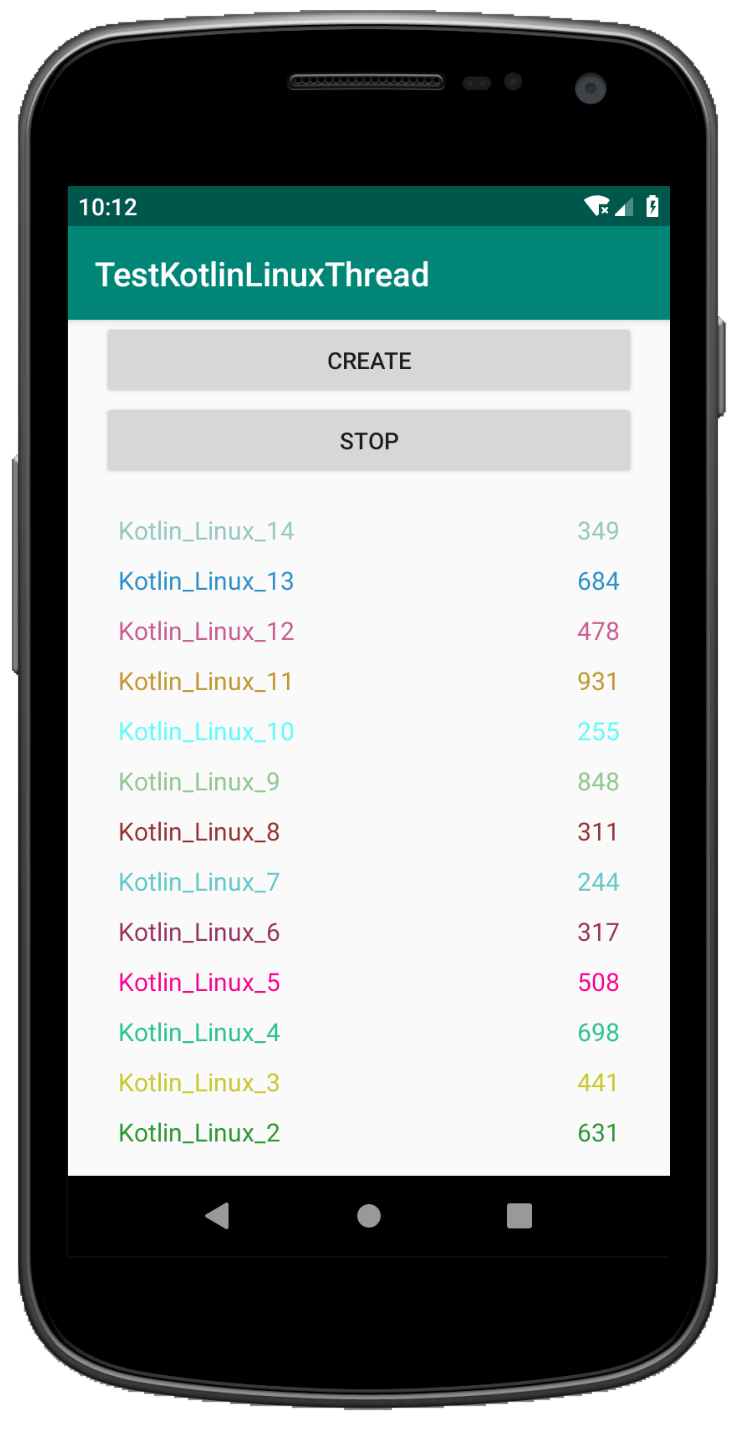 10:12
TestKotlinLinuxThread
CREATE
STOP
Kotlin_Linux_14 349
Kotlin_Linux_13 684
Kotlin_Linux_12 478
Kotlin_Linux_11 931
Kotlin_Linux_10 255
Kotlin_Linux_9 848
Kotlin_Linux_8 311
Kotlin_Linux_7 244
Kotlin_Linux_6 317
Kotlin_Linux_5 508
Kotlin_Linux_4 698
Kotlin_Linux_3 441
Kotlin_Linux_2 631